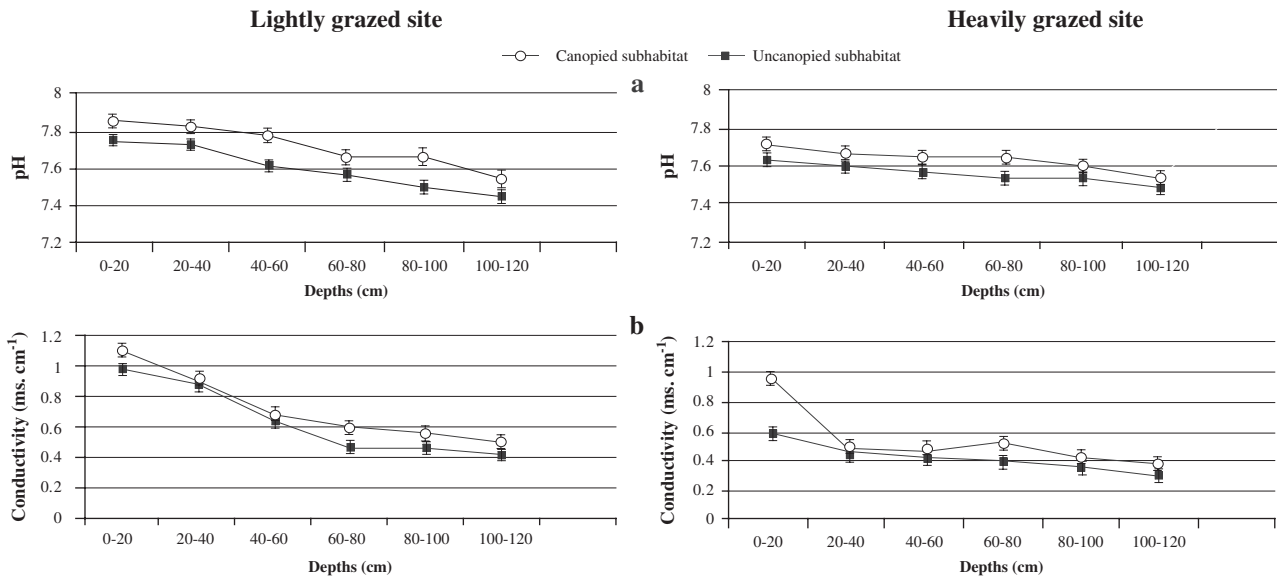 Lightly grazed site
Heavily grazed site
Canopied subhabitat
Uncanopied subhabitat
a
8
7.8
7.6
7.4
7.2
pH
0-20 20-40 40-60 60-80 80-100 100-120
Depths (cm)
8
7.8
7.6
7.4
7.2
pH
0-20 20-40 40-60 60-80 80-100 100-120
Depths (cm)
b
1.2
1
0.8
0.6
0.4
0.2
0
Conductivity (ms. cm⁻¹)
0-20 20-40 40-60 60-80 80-100 100-120
Depths (cm)
1.2
1
0.8
0.6
0.4
0.2
0
Conductivity (ms. cm⁻¹)
0-20 20-40 40-60 60-80 80-100 100-120
Depths (cm)